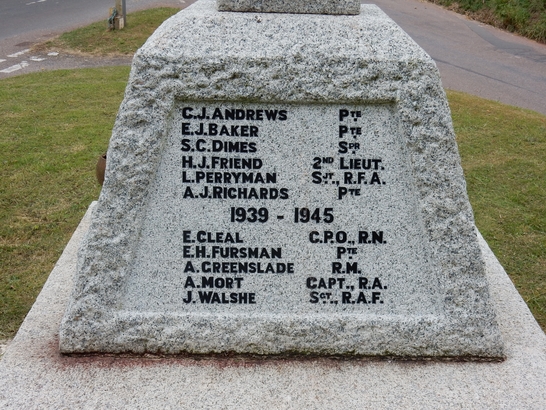 C.J. ANDREWS PTE
E.J. BAKER PTE
S.C. DIMES SPR
H.J. FRIEND 2ND LIEUT.
L. PERRYMAN SJT., R.F.A.
A.J. RICHARDS PTE
1939 - 1945
E. CLEAL C.P.O., R.N.
E.H. FURSMAN PTE
A. GREENSLADE R.M.
A. MORT CAPT., R.A.
J. WALSHE SGT., R.A.F.